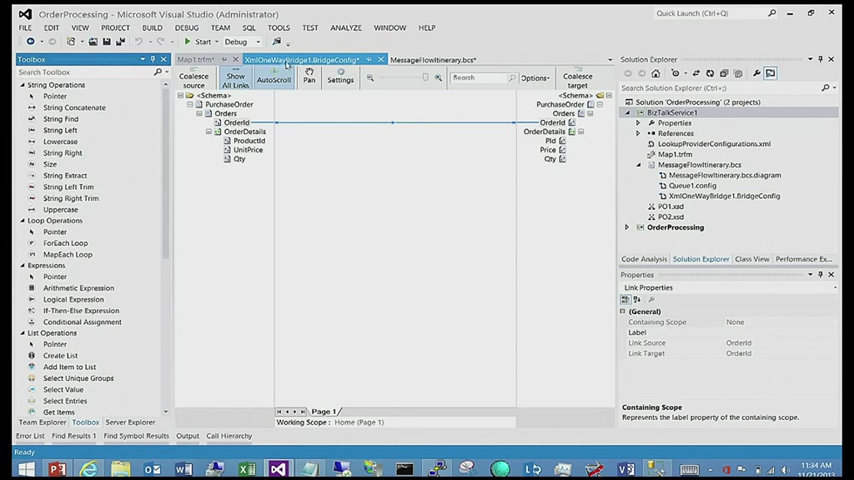 OrderProcessing - Microsoft Visual Studio (Administrator)
Quick Launch (Ctrl+Q)
FILE EDIT VIEW PROJECT BUILD DEBUG TEAM SQL TOOLS TEST ANALYZE WINDOW HELP
Start Debug
Toolbox
Map1.trfm* XmlOneWayBridge1.BridgeConfig* MessageFlowItinerary.bcs*
Solution Explorer
Search Toolbox
Coalesce source
Show All Links
AutoScroll
Pan
Settings
Search
Options
Coalesce target
Search Solution Explorer (Ctrl+;)
String Operations
Pointer
String Concatenate
String Find
String Left
Lowercase
String Right
Size
String Extract
String Left Trim
String Right Trim
Uppercase
Loop Operations
Pointer
ForEach Loop
MapEach Loop
Expressions
Pointer
Arithmetic Expression
Logical Expression
If-Then-Else Expression
Conditional Assignment
List Operations
Pointer
Create List
Add Item to List
Select Unique Groups
Select Value
Select Entries
Get Items
<Schema>
PurchaseOrder
Orders
OrderId
OrderDetails
ProductId
UnitPrice
Qty
<Schema>
PurchaseOrder
Orders
OrderId
OrderDetails
PId
Price
Qty
Page 1
Working Scope : Home (Page 1)
Solution 'OrderProcessing' (2 projects)
BizTalkService1
Properties
References
LookupProviderConfigurations.xml
Map1.trfm
MessageFlowItinerary.bcs
MessageFlowItinerary.bcs.diagram
Queue1.config
XmlOneWayBridge1.BridgeConfig
PO1.xsd
PO2.xsd
OrderProcessing
Code Analysis Solution Explorer Class View Performance Ex...
Properties
Link Properties
(General)
Containing Scope None
Label
Link Source OrderId
Link Target OrderId
Containing Scope
Represents the label property of the containing scope.
Team Explorer Toolbox Server Explorer
Error List Find Results 1 Find Symbol Results Output Call Hierarchy
Ready
11:34 AM
11/21/2013